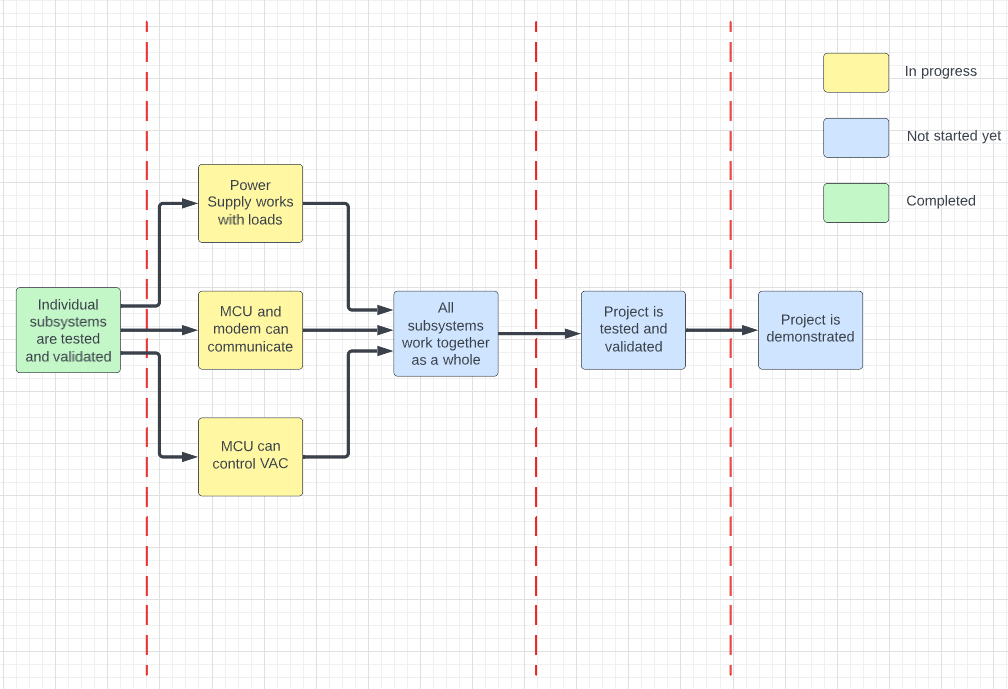 In progress
Not started yet
Completed
Individual
subsystems
are tested
and validated
Power
Supply works
with loads
MCU and
modem can
communicate
MCU can
control VAC
All
subsystems
work together
as a whole
Project is
tested and
validated
Project is
demonstrated